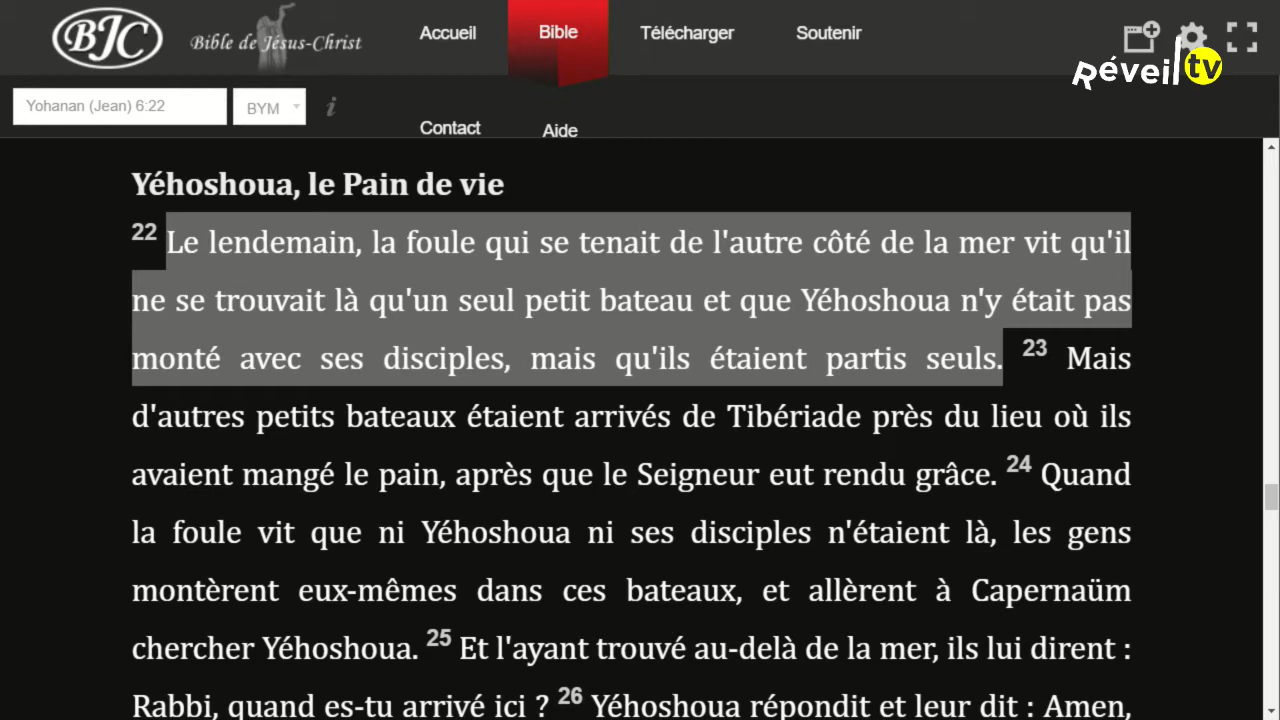 BJC
Bible de Jésus-Christ
Accueil
Bible
Télécharger
Soutenir
Réveil tv
Yohanan (Jean) 6:22
BYM
i
Contact
Aide
Yéhoshoua, le Pain de vie
22 Le lendemain, la foule qui se tenait de l'autre côté de la mer vit qu'il
ne se trouvait là qu'un seul petit bateau et que Yéhoshoua n'y était pas
monté avec ses disciples, mais qu'ils étaient partis seuls. 23 Mais
d'autres petits bateaux étaient arrivés de Tibériade près du lieu où ils
avaient mangé le pain, après que le Seigneur eut rendu grâce. 24 Quand
la foule vit que ni Yéhoshoua ni ses disciples n'étaient là, les gens
montèrent eux-mêmes dans ces bateaux, et allèrent à Capernaüm
chercher Yéhoshoua. 25 Et l'ayant trouvé au-delà de la mer, ils lui dirent :
Rabbi, quand es-tu arrivé ici ? 26 Yéhoshoua répondit et leur dit : Amen,